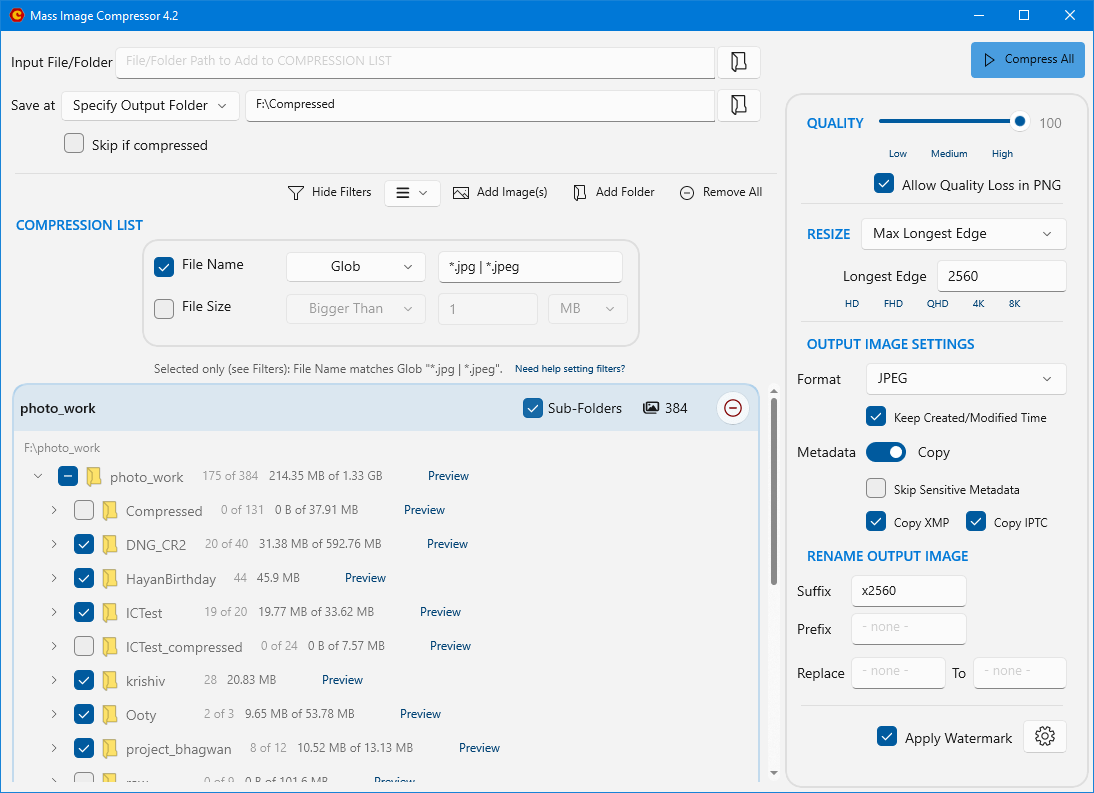 Mass Image Compressor 4.2
Input File/Folder File/Folder Path to Add to COMPRESSION LIST
Compress All
Save at Specify Output Folder F:\Compressed
Skip if compressed
Hide Filters Add Image(s) Add Folder Remove All
COMPRESSION LIST
File Name Glob *.jpg | *.jpeg
File Size Bigger Than 1 MB
Selected only (see Filters): File Name matches Glob "*.jpg | *.jpeg". Need help setting filters?
photo_work Sub-Folders 384
F:\photo_work
photo_work 175 of 384 214.35 MB of 1.33 GB Preview
Compressed 0 of 131 0 B of 37.91 MB Preview
DNG_CR2 20 of 40 31.38 MB of 592.76 MB Preview
HayanBirthday 44 45.9 MB Preview
ICTest 19 of 20 19.77 MB of 33.62 MB Preview
ICTest_compressed 0 of 24 0 B of 7.57 MB Preview
krishiv 28 20.83 MB Preview
Ooty 2 of 3 9.65 MB of 53.78 MB Preview
project_bhagwan 8 of 12 10.52 MB of 13.13 MB Preview
0 of 9 0 B of 101.6 MB Preview
QUALITY 100
Low Medium High
Allow Quality Loss in PNG
RESIZE Max Longest Edge
Longest Edge 2560
HD FHD QHD 4K 8K
OUTPUT IMAGE SETTINGS
Format JPEG
Keep Created/Modified Time
Metadata Copy
Skip Sensitive Metadata
Copy XMP Copy IPTC
RENAME OUTPUT IMAGE
Suffix x2560
Prefix - none -
Replace - none - To - none -
Apply Watermark